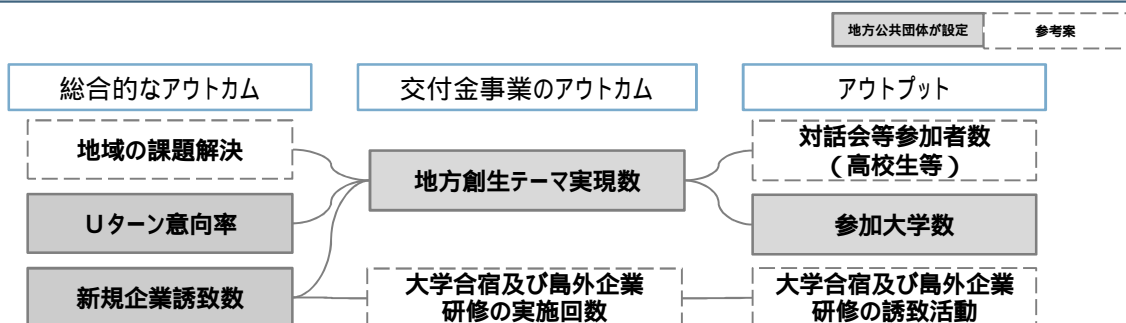 地方公共団体が設定
参考案
総合的なアウトカム
交付金事業のアウトカム
アウトプット
地域の課題解決
地方創生テーマ実現数
対話会等参加者数
(高校生等)
Uターン意向率
参加大学数
新規企業誘致数
大学合宿及び島外企業
研修の実施回数
大学合宿及び島外企業
研修の誘致活動